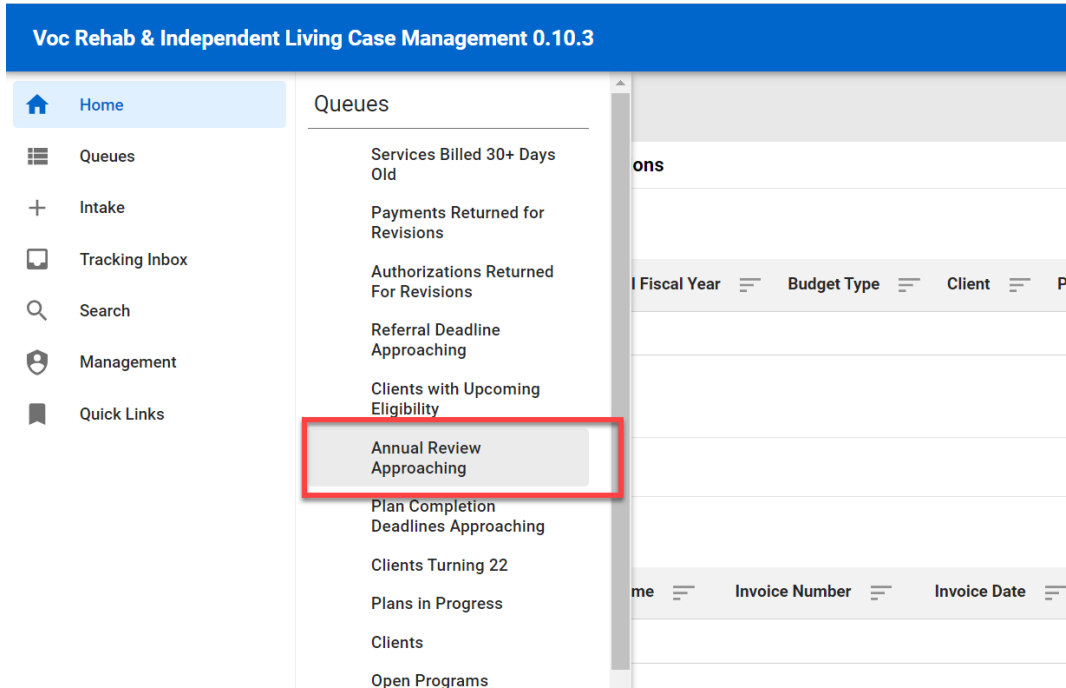 Voc Rehab & Independent Living Case Management 0.10.3
Home
Queues
Intake
Tracking Inbox
Search
Management
Quick Links
Queues
Services Billed 30+ Days
Old
Payments Returned for
Revisions
Authorizations Returned
For Revisions
Referral Deadline
Approaching
Clients with Upcoming
Eligibility
Annual Review
Approaching
Plan Completion
Deadlines Approaching
Clients Turning 22
Plans in Progress
Clients
Open Programs
ons
l Fiscal Year Budget Type Client P
me Invoice Number Invoice Date